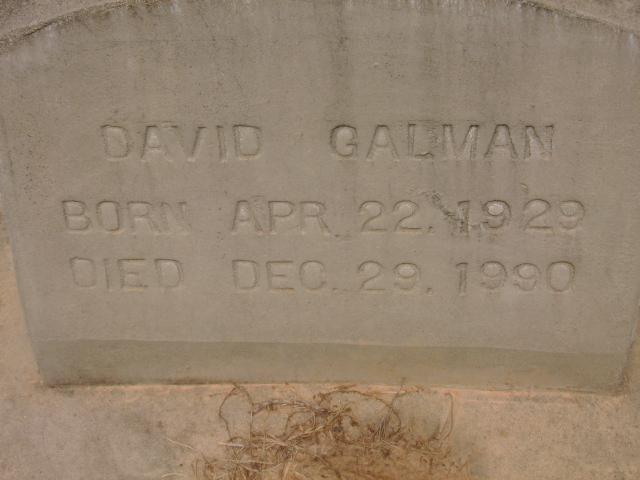 DAVID GALMAN
BORN APR. 22, 1929
DIED DEC. 29, 1990